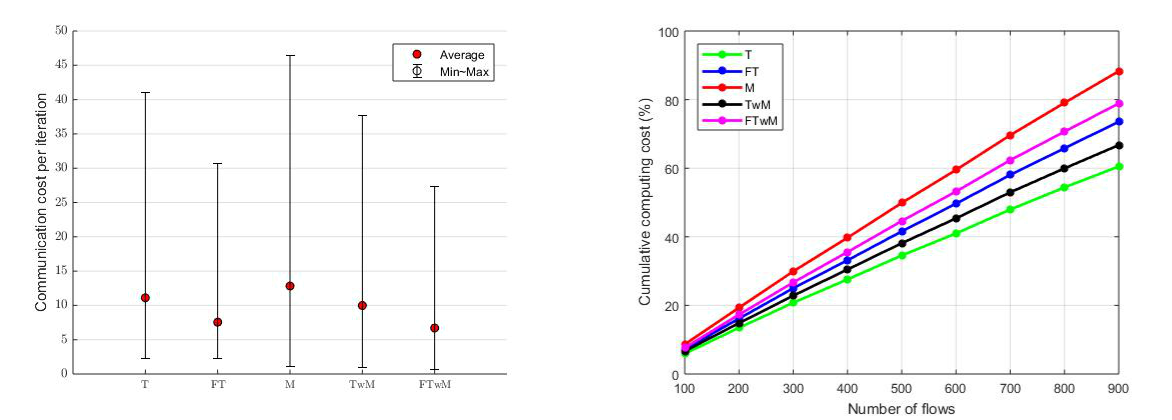 Communication cost per iteration
50
45
40
35
30
25
20
15
10
5
0
T FT M TwM FTwM
Average
Min~Max
Cumulative computing cost (%)
100
80
60
40
20
0
100 200 300 400 500 600 700 800 900
Number of flows
T
FT
M
TwM
FTwM